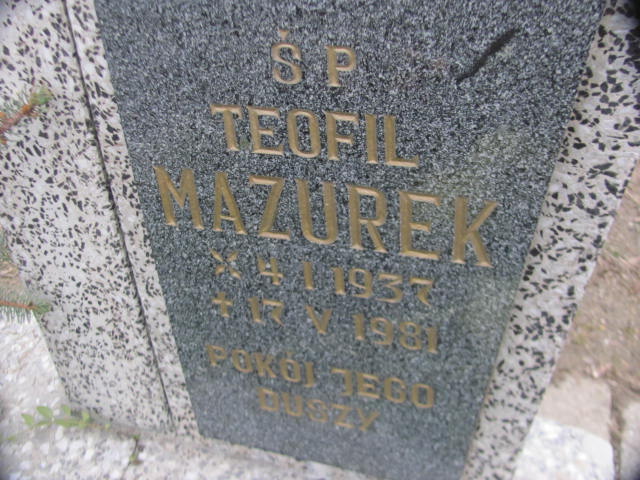 Ś P
TEOFIL
MAZUREK
X 4 I 1937
+ 17 V 1981
POKÓJ JEGO
DUSZY